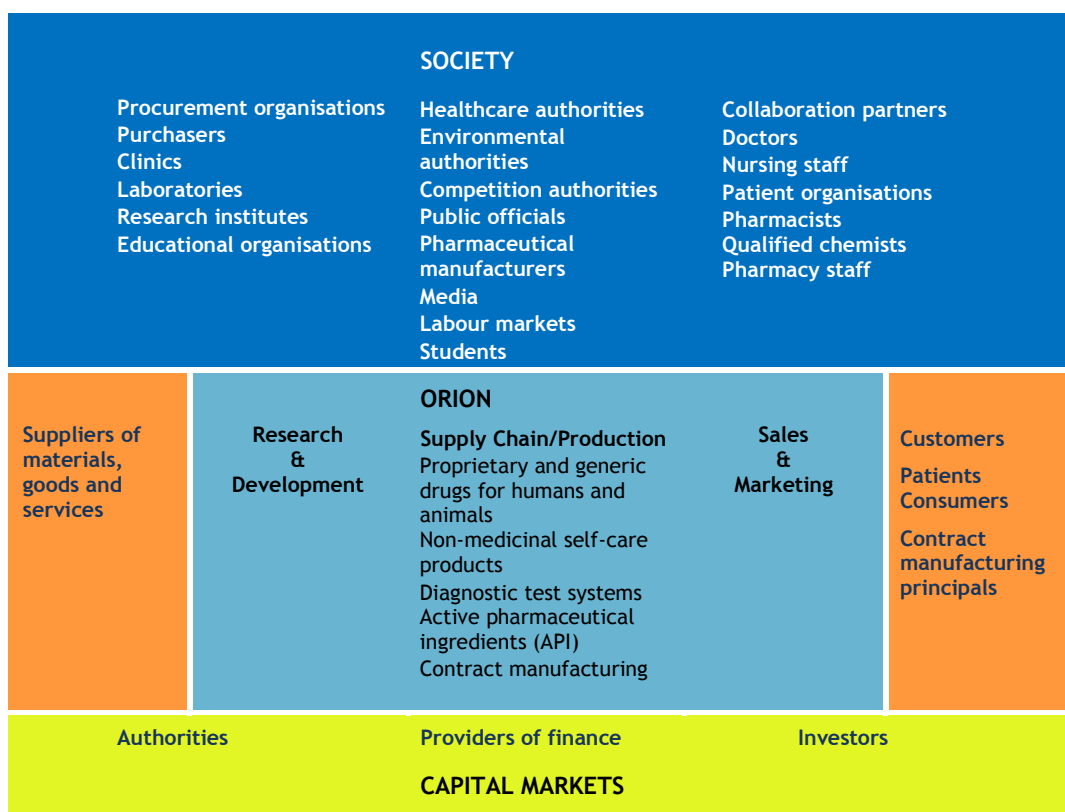 SOCIETY
Procurement organisations
Purchasers
Clinics
Laboratories
Research institutes
Educational organisations
Healthcare authorities
Environmental
authorities
Competition authorities
Public officials
Pharmaceutical
manufacturers
Media
Labour markets
Students
Collaboration partners
Doctors
Nursing staff
Patient organisations
Pharmacists
Qualified chemists
Pharmacy staff
Suppliers of
materials,
goods and
services
ORION
Research
&
Development
Supply Chain/Production
Proprietary and generic
drugs for humans and
animals
Non-medicinal self-care
products
Diagnostic test systems
Active pharmaceutical
ingredients (API)
Contract manufacturing
Sales
&
Marketing
Customers
Patients
Consumers
Contract
manufacturing
principals
Authorities
Providers of finance
Investors
CAPITAL MARKETS